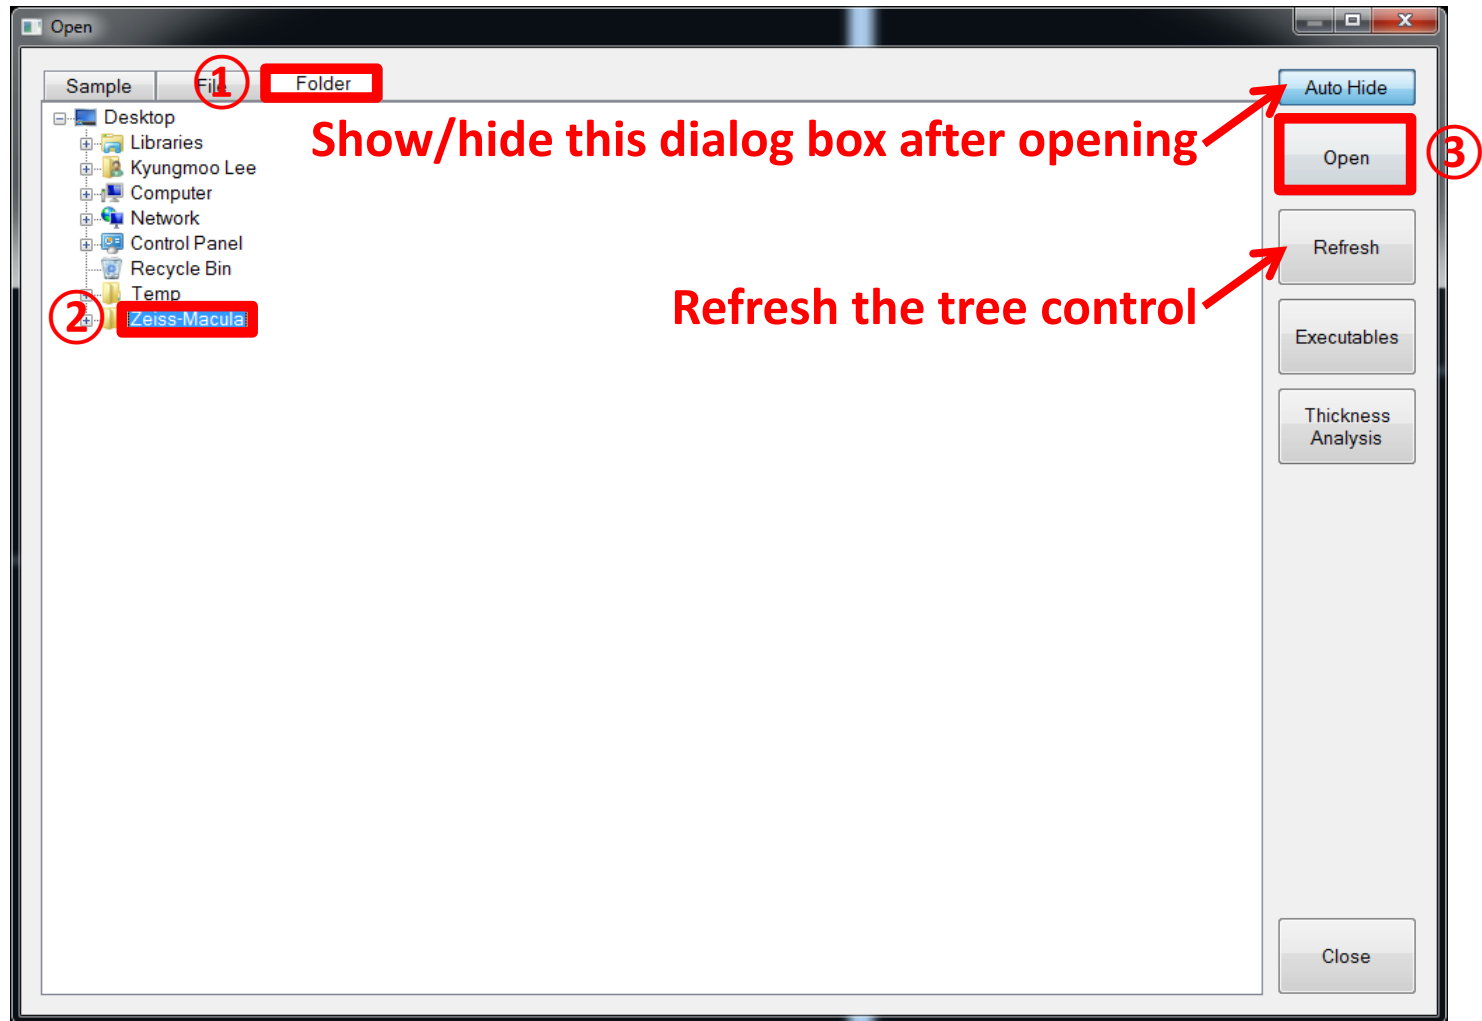 Open
Sample
File
①
Folder
Auto Hide
Show/hide this dialog box after opening
Open
③
Desktop
Libraries
Kyungmoo Lee
Computer
Network
Control Panel
Recycle Bin
Temp
②
Zeiss-Macula
Refresh
Refresh the tree control
Executables
Thickness
Analysis
Close